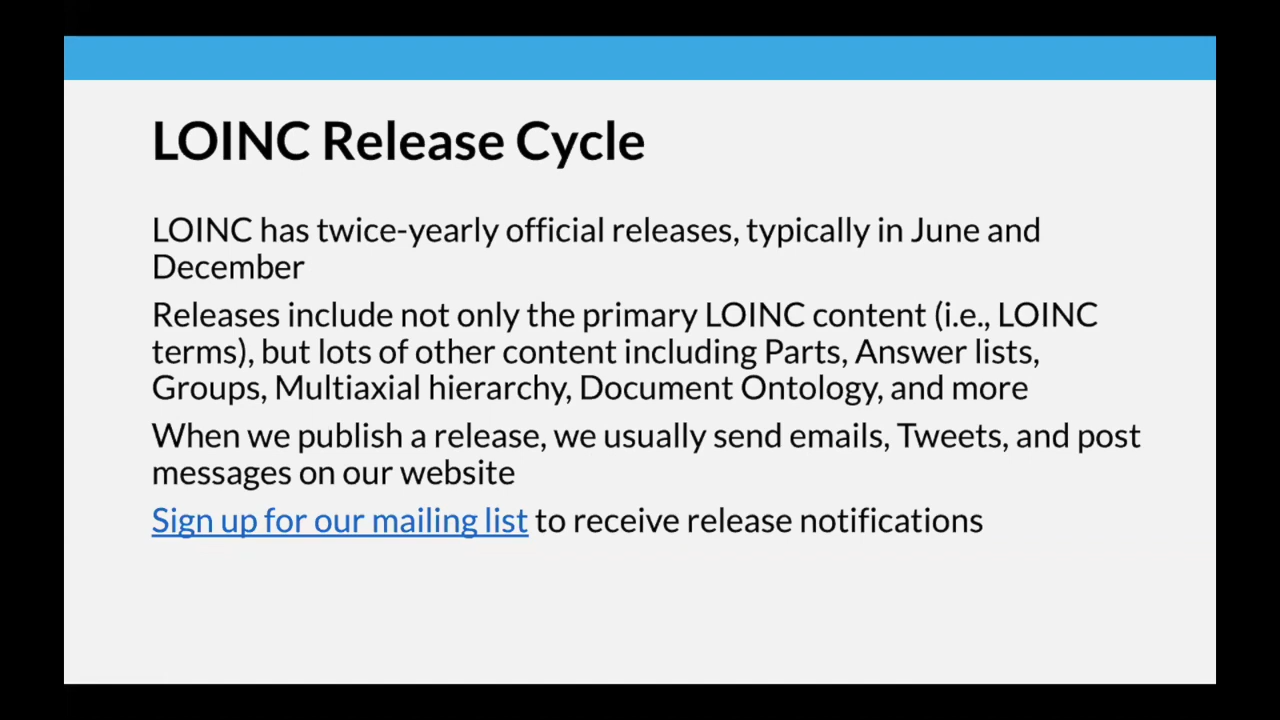 LOINC Release Cycle
LOINC has twice-yearly official releases, typically in June and
December
Releases include not only the primary LOINC content (i.e., LOINC
terms), but lots of other content including Parts, Answer lists,
Groups, Multiaxial hierarchy, Document Ontology, and more
When we publish a release, we usually send emails, Tweets, and post
messages on our website
Sign up for our mailing list to receive release notifications